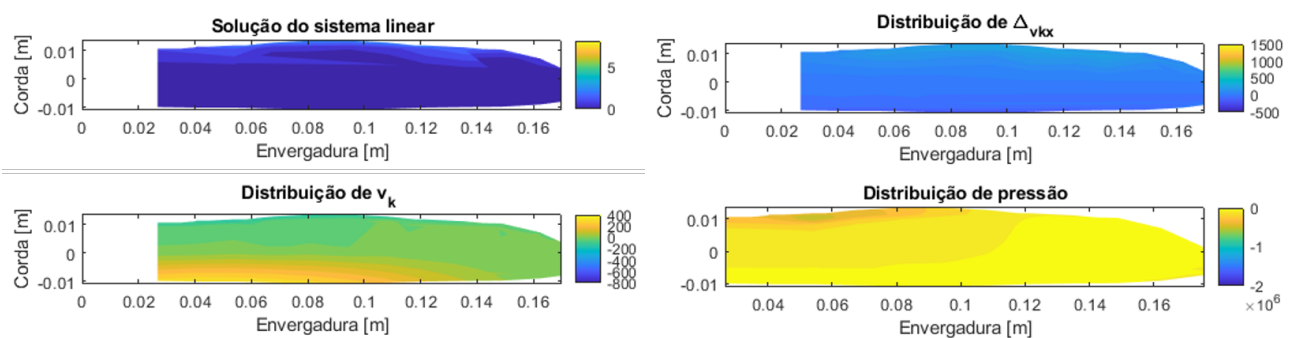 Solução do sistema linear
Corda [m]
0.01
0
-0.01
0 0.02 0.04 0.06 0.08 0.1 0.12 0.14 0.16
Envergadura [m]
5
0
Distribuição de Δvkx
Corda [m]
0.01
0
-0.01
0 0.02 0.04 0.06 0.08 0.1 0.12 0.14 0.16
Envergadura [m]
1500
1000
500
0
-500
Distribuição de vk
Corda [m]
0.01
0
-0.01
0 0.02 0.04 0.06 0.08 0.1 0.12 0.14 0.16
Envergadura [m]
400
200
0
-200
-400
-600
-800
Distribuição de pressão
Corda [m]
0.01
0
-0.01
0.04 0.06 0.08 0.1 0.12 0.14 0.16
Envergadura [m]
0
-1
-2
×10^6